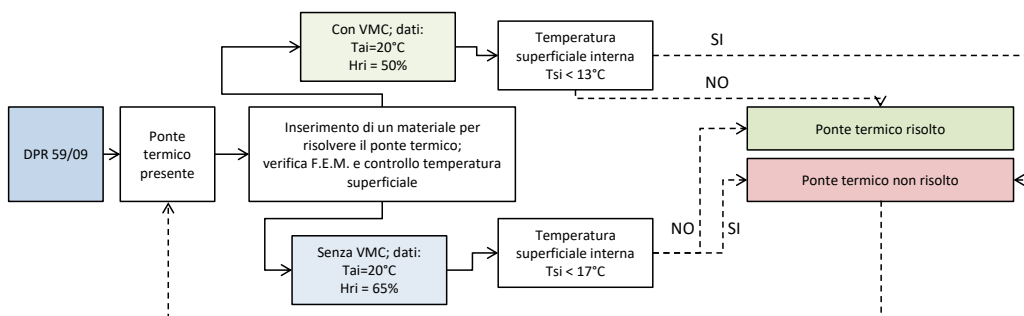 Con VMC; dati:
Tai=20°C
Hri = 50%
Temperatura
superficiale interna
Tsi < 13°C
SI
NO
DPR 59/09
Ponte
termico
presente
Inserimento di un materiale per
risolvere il ponte termico;
verifica F.E.M. e controllo temperatura
superficiale
Ponte termico risolto
Ponte termico non risolto
Senza VMC; dati:
Tai=20°C
Hri = 65%
Temperatura
superficiale interna
Tsi < 17°C
NO
SI